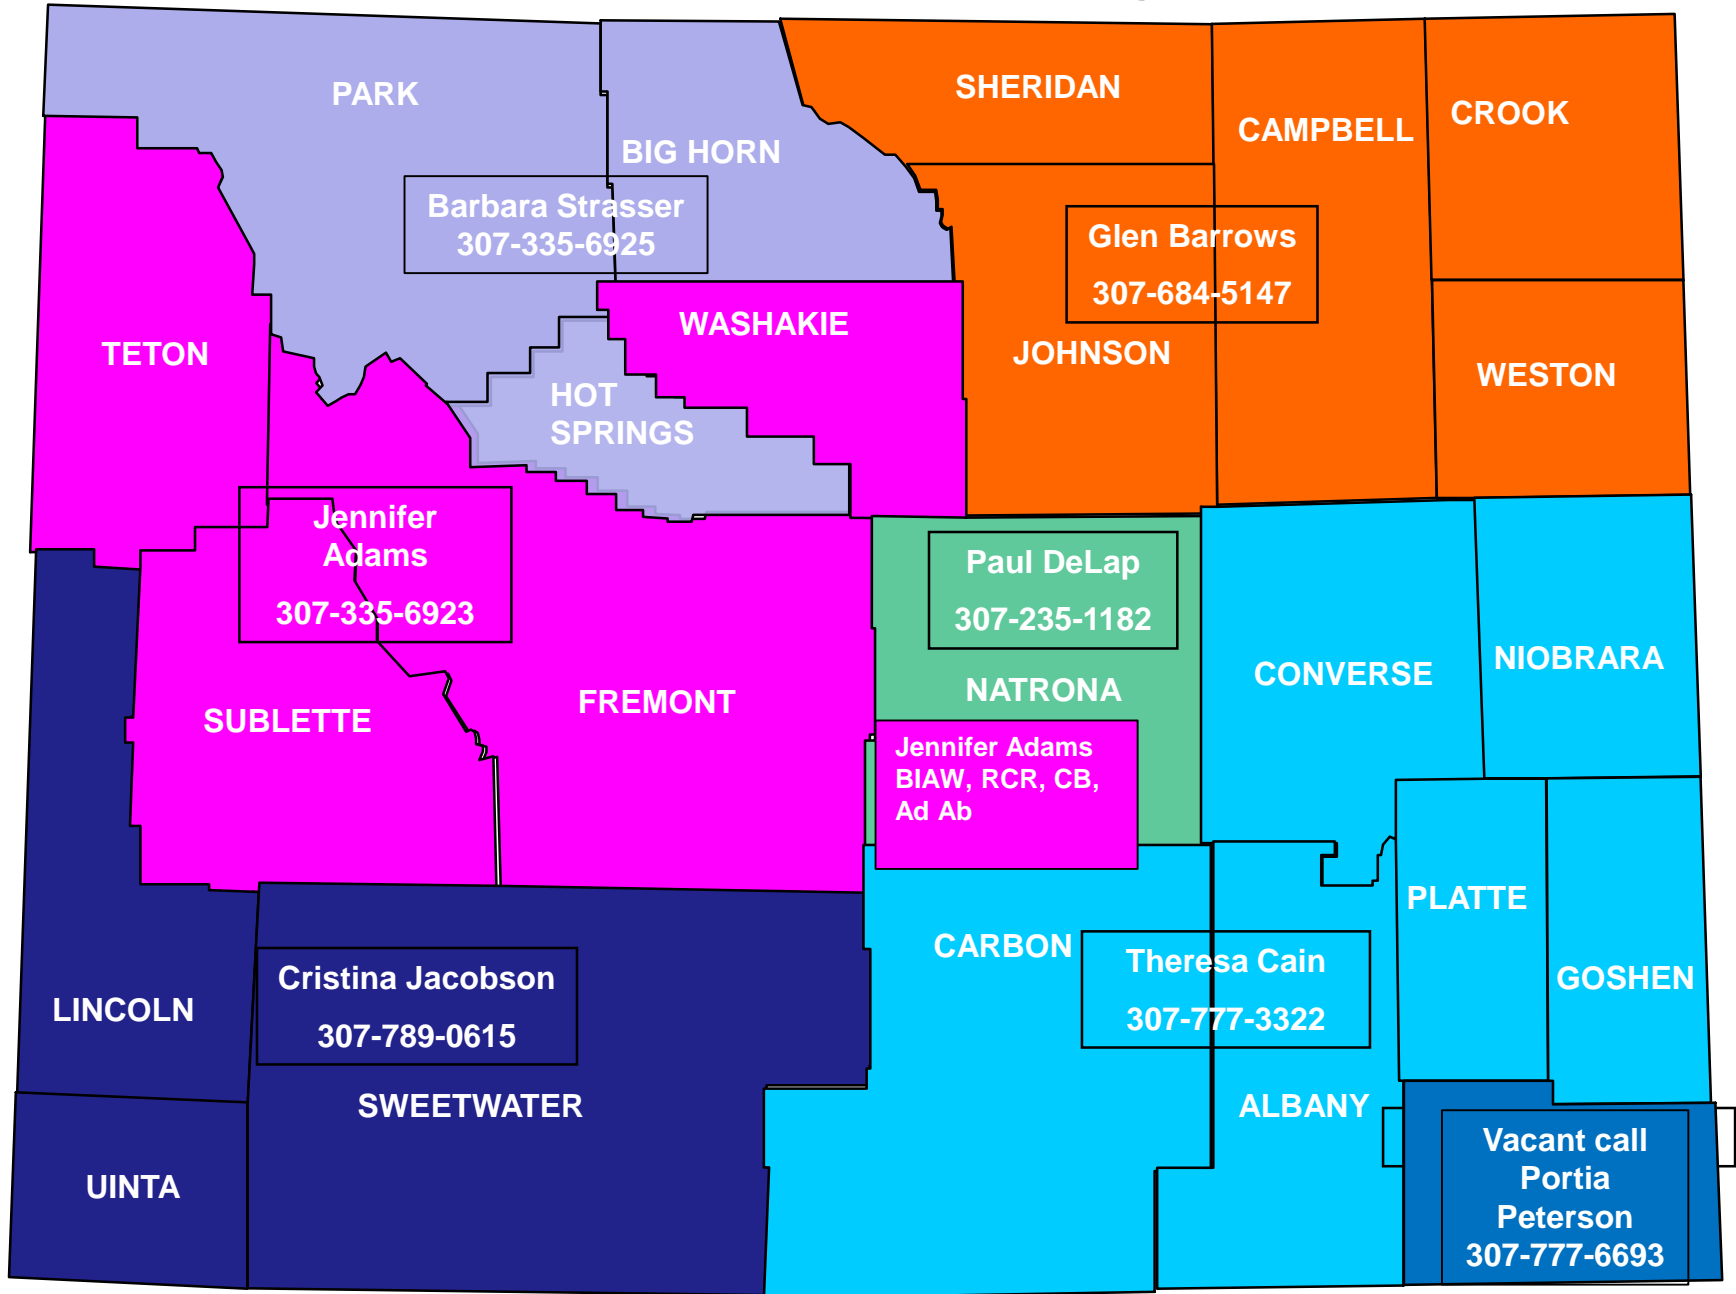 PARK
BIG HORN
SHERIDAN
CAMPBELL
CROOK
Barbara Strasser
307-335-6925
Glen Barrows
307-684-5147
TETON
WASHAKIE
JOHNSON
WESTON
HOT
SPRINGS
Jennifer
Adams
307-335-6923
Paul DeLap
307-235-1182
SUBLETTE
FREMONT
NATRONA
CONVERSE
NIOBRARA
Jennifer Adams
BIAW, RCR, CB,
Ad Ab
PLATTE
GOSHEN
LINCOLN
Cristina Jacobson
307-789-0615
CARBON
Theresa Cain
307-777-3322
SWEETWATER
ALBANY
UINTA
Vacant call
Portia
Peterson
307-777-6693